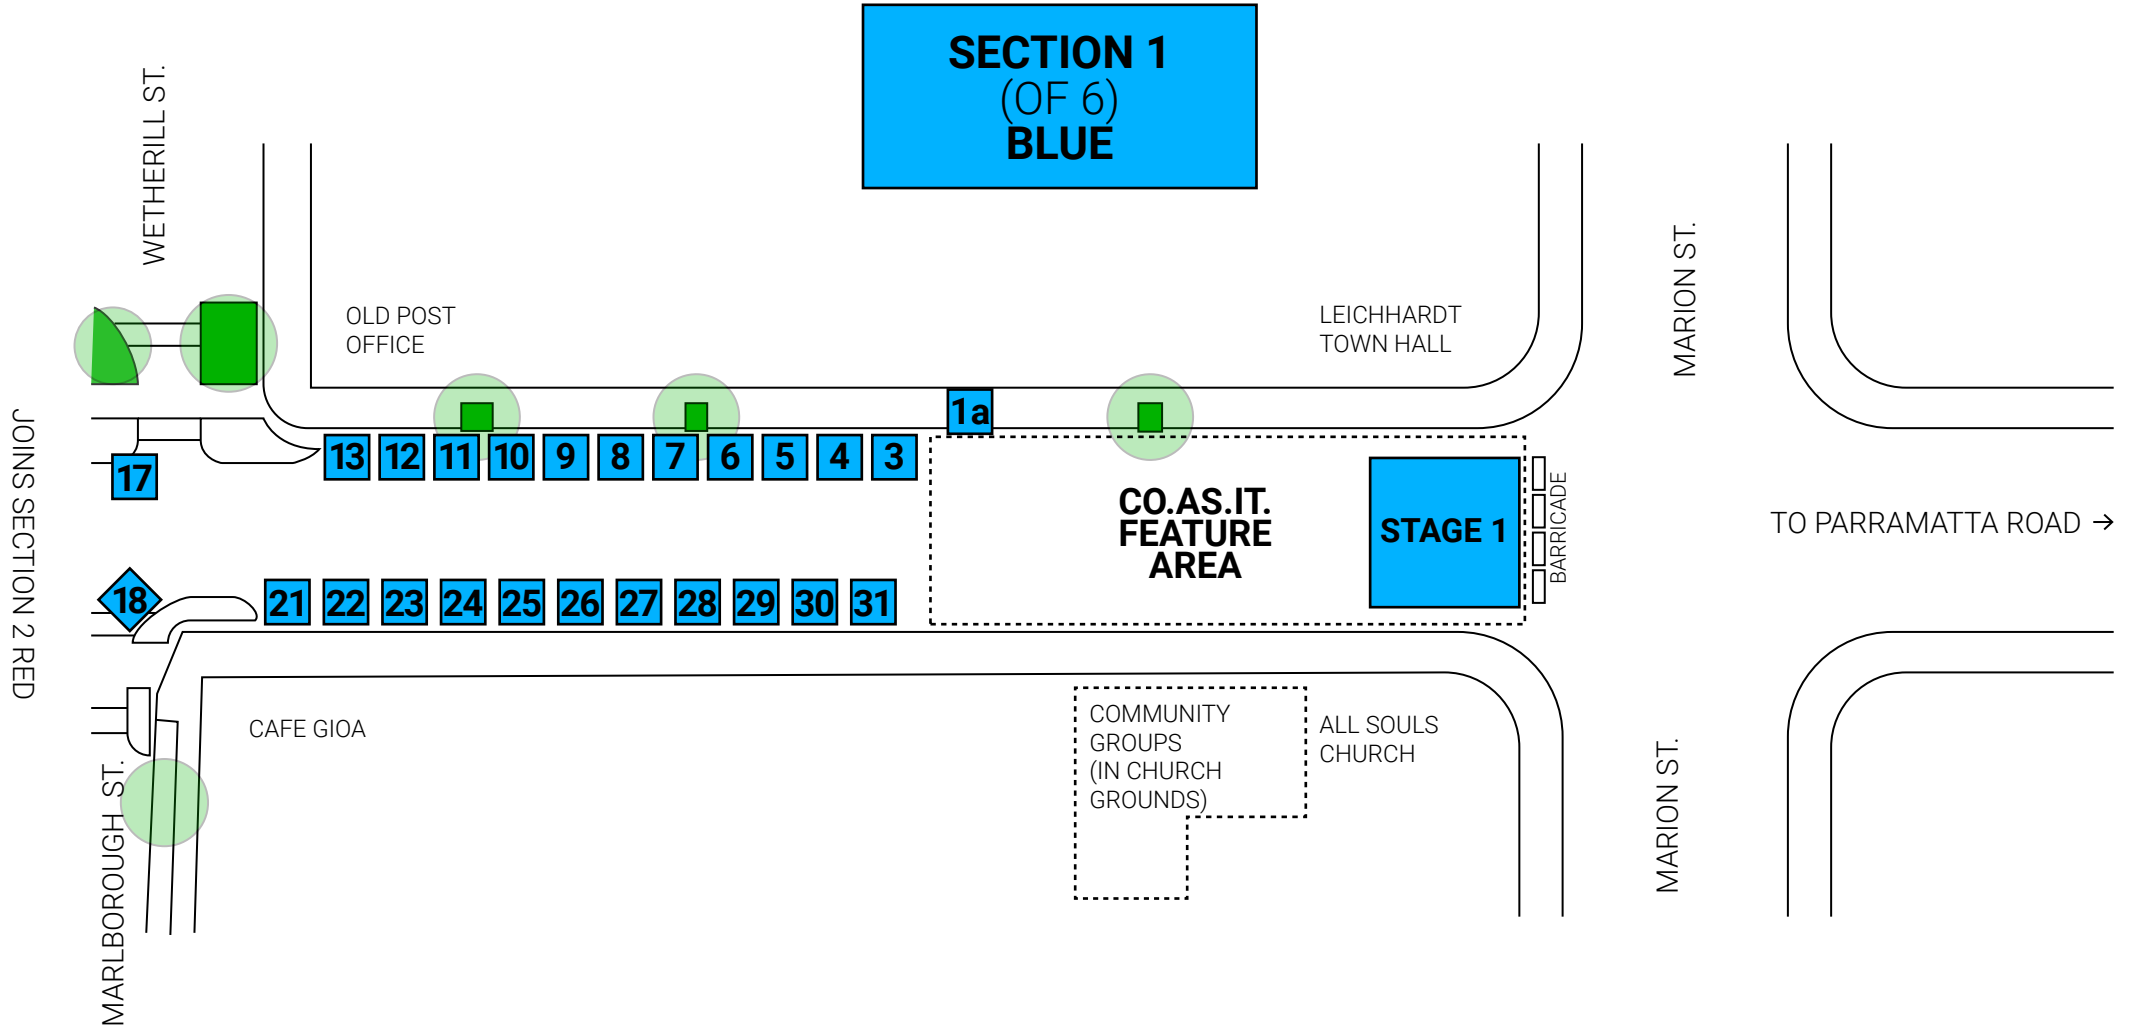 SECTION 1
(OF 6)
BLUE
WETHERILL ST.
MARION ST.
OLD POST
OFFICE
LEICHHARDT
TOWN HALL
1a
13 12 11 10 9 8 7 6 5 4 3
17
JOINS SECTION 2 RED
CO.AS.IT.
FEATURE
AREA
STAGE 1
BARRICADE
TO PARRAMATTA ROAD →
18
21 22 23 24 25 26 27 28 29 30 31
CAFE GIOA
COMMUNITY
GROUPS
(IN CHURCH
GROUNDS)
ALL SOULS
CHURCH
MARLBOROUGH ST.
MARION ST.